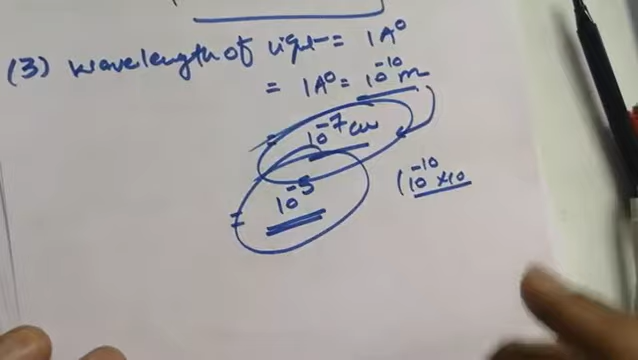 (3) wavelength of light = 1A°
= 1A° = 10⁻¹⁰ m
= 10⁻⁷ cm
= 10⁻⁵
(10⁻¹⁰ × 10